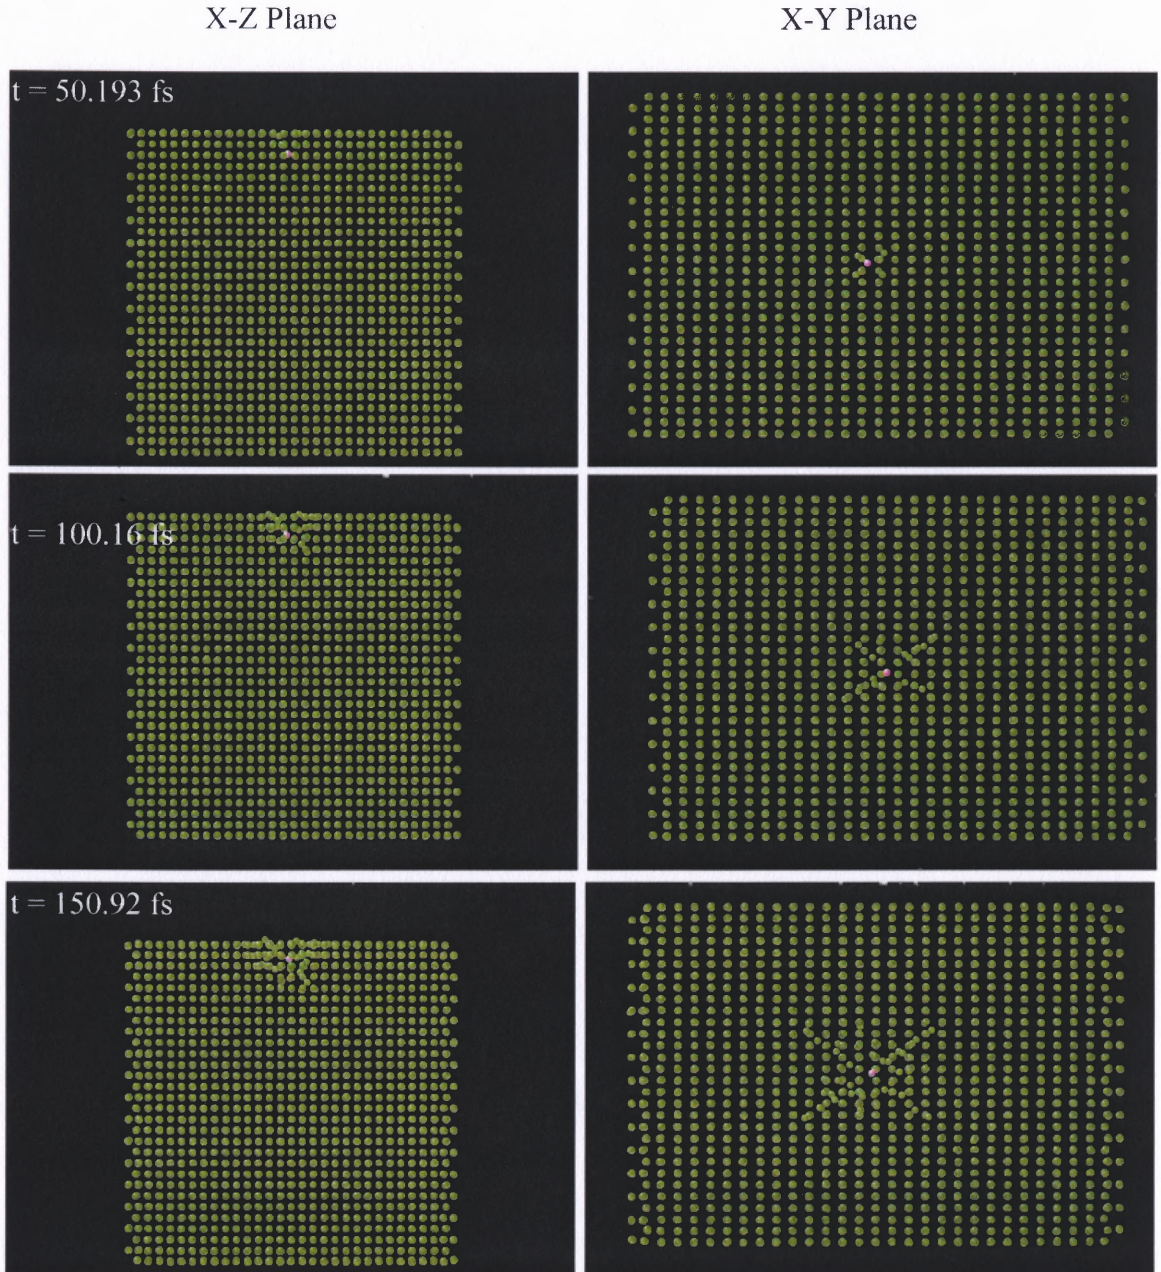 X-Z Plane
X-Y Plane
t = 50.193 fs
t = 100.16 fs
t = 150.92 fs